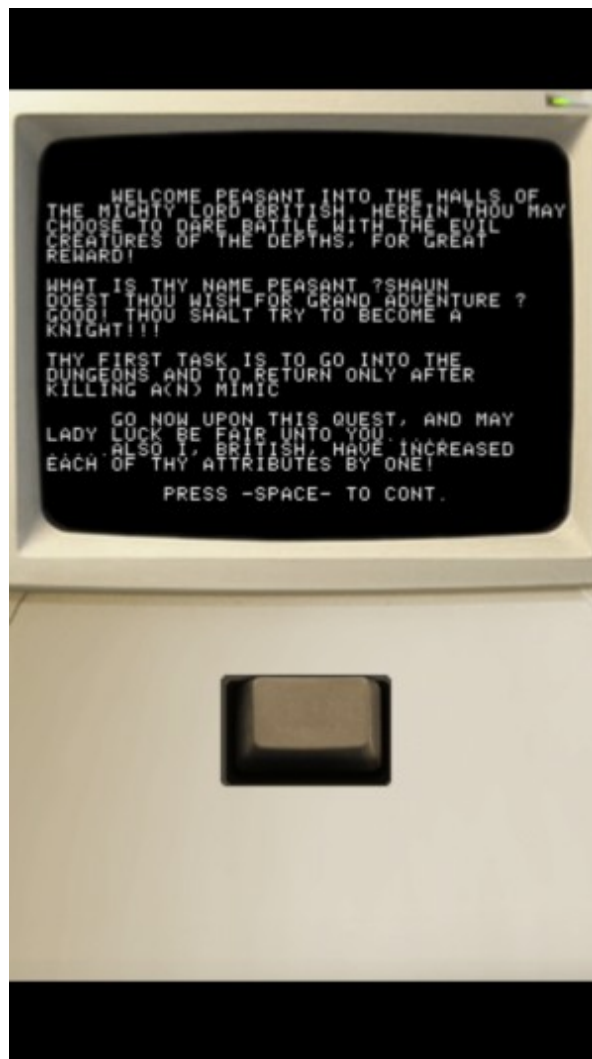 WELCOME PEASANT INTO THE HALLS OF
THE MIGHTY LORD BRITISH. HEREIN THOU MAY
CHOOSE TO DARE BATTLE WITH THE EVIL
CREATURES OF THE DEPTHS, FOR GREAT
REWARD!
WHAT IS THY NAME PEASANT ?SHAUN
DOEST THOU WISH FOR GRAND ADVENTURE ?
GOOD! THOU SHALT TRY TO BECOME A
KNIGHT!!!
THY FIRST TASK IS TO GO INTO THE
DUNGEONS AND TO RETURN ONLY AFTER
KILLING A(N) MIMIC
GO NOW UPON THIS QUEST, AND MAY
LADY LUCK BE FAIR UNTO YOU.....
.....ALSO I, BRITISH, HAVE INCREASED
EACH OF THY ATTRIBUTES BY ONE!
PRESS -SPACE- TO CONT.